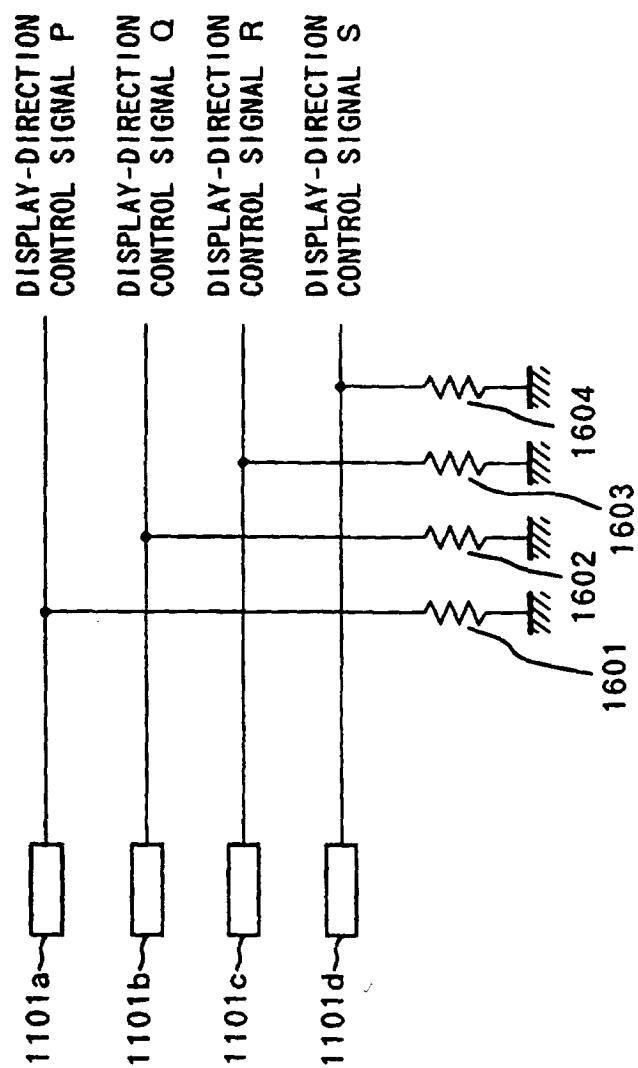 DISPLAY-DIRECTION
CONTROL SIGNAL P
DISPLAY-DIRECTION
CONTROL SIGNAL Q
DISPLAY-DIRECTION
CONTROL SIGNAL R
DISPLAY-DIRECTION
CONTROL SIGNAL S
1101a
1101b
1101c
1101d
1601
1602
1603
1604